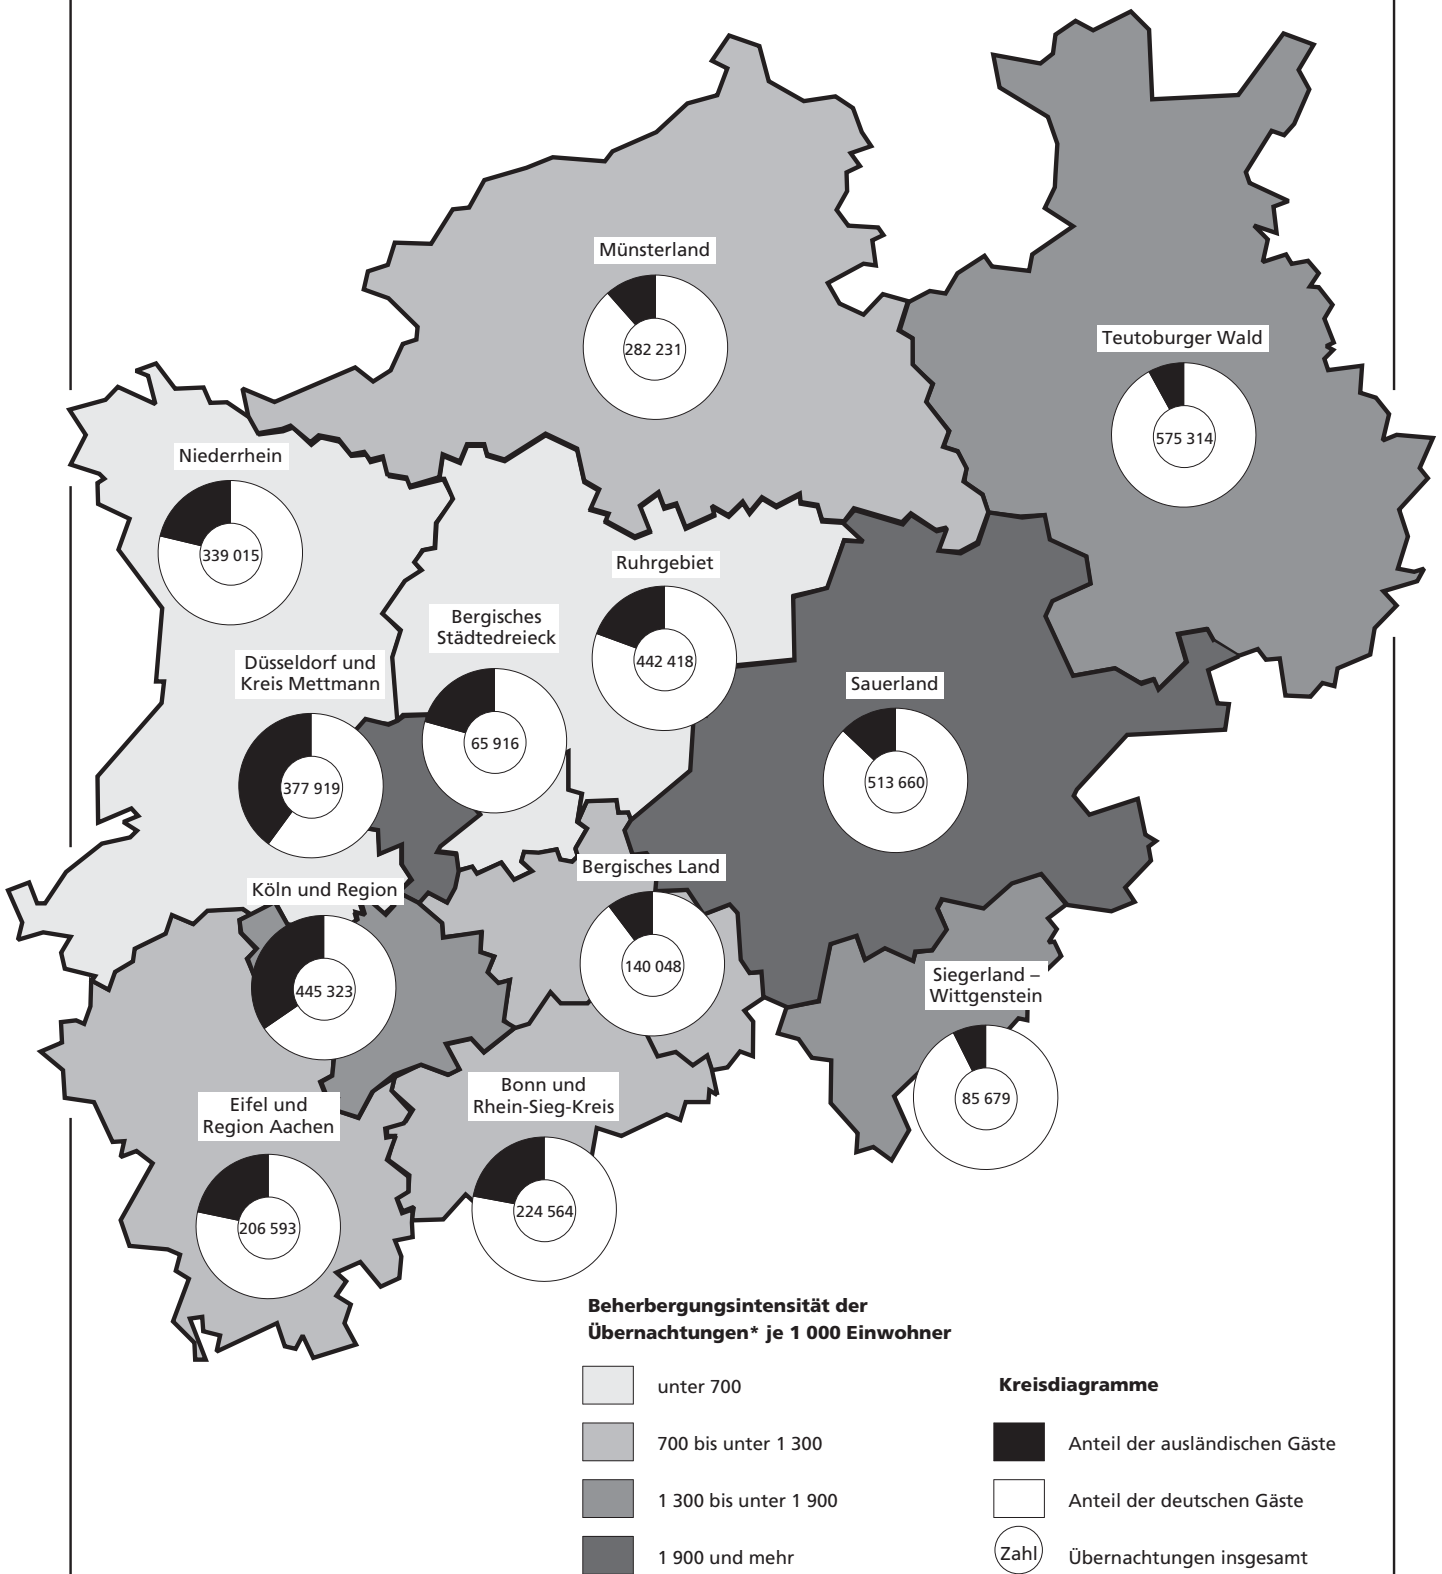 Münsterland
282 231
Teutoburger Wald
575 314
Niederrhein
339 015
Ruhrgebiet
442 418
Bergisches
Städtedreieck
65 916
Düsseldorf und
Kreis Mettmann
377 919
Sauerland
513 660
Bergisches Land
140 048
Köln und Region
445 323
Siegerland –
Wittgenstein
85 679
Bonn und
Rhein-Sieg-Kreis
224 564
Eifel und
Region Aachen
206 593
Beherbergungsintensität der
Übernachtungen* je 1 000 Einwohner
unter 700
700 bis unter 1 300
1 300 bis unter 1 900
1 900 und mehr
Kreisdiagramme
Anteil der ausländischen Gäste
Anteil der deutschen Gäste
Zahl Übernachtungen insgesamt